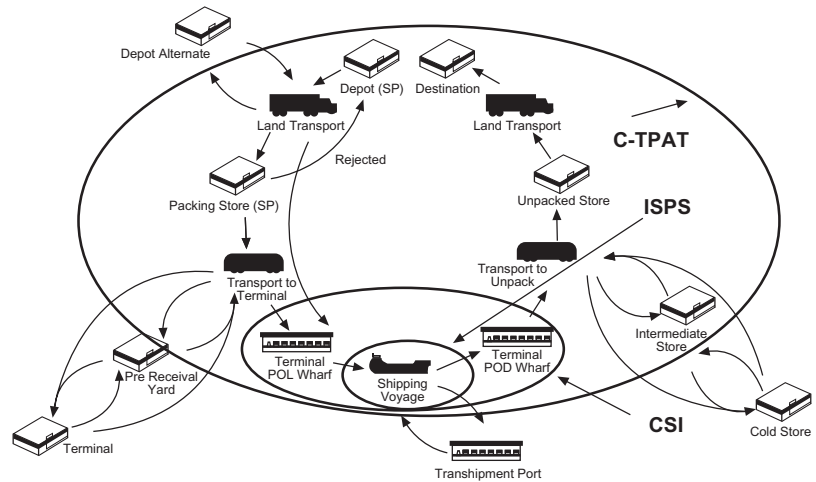 Depot Alternate
Depot (SP)
Destination
Land Transport
Land Transport
C-TPAT
Rejected
Packing Store (SP)
Unpacked Store
ISPS
Transport to
Terminal
Transport to
Unpack
Intermediate
Store
Terminal
POL Wharf
Terminal
POD Wharf
Pre Receival
Yard
Shipping
Voyage
CSI
Cold Store
Terminal
Transhipment Port